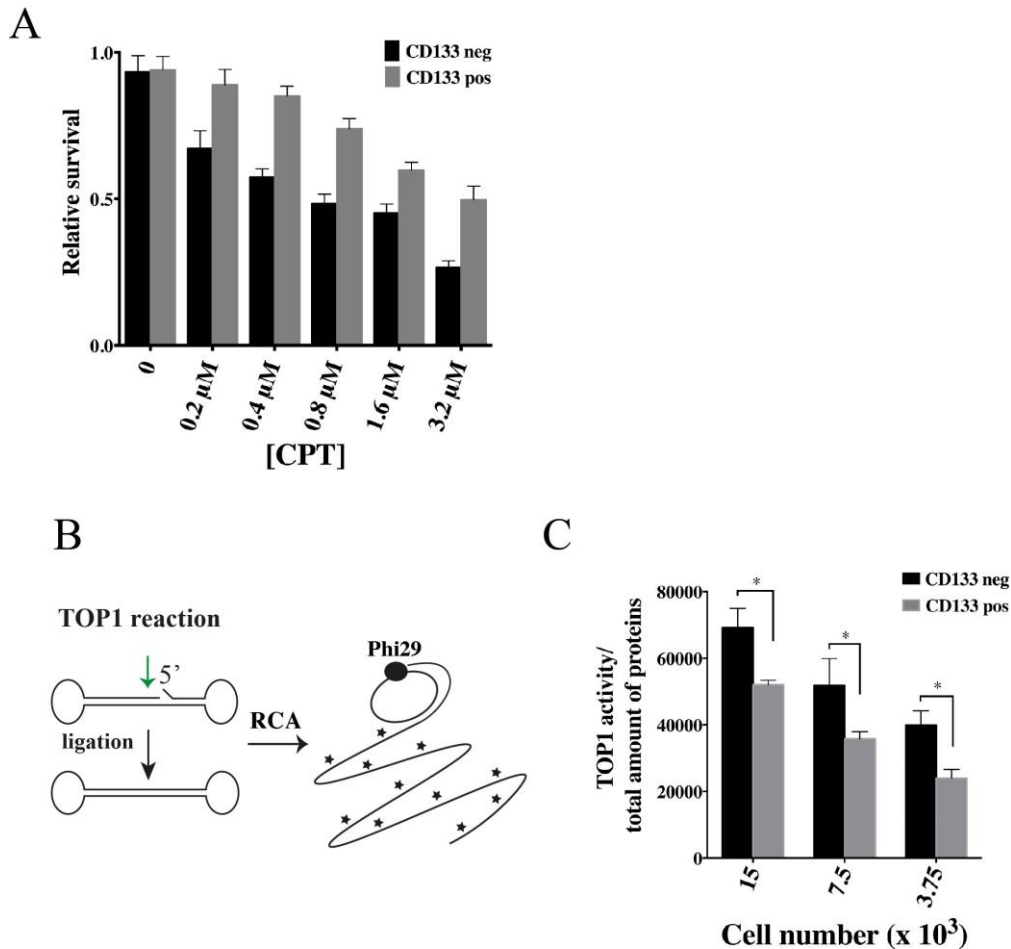 A
CD133 neg
CD133 pos
1.0
0.5
0.0
Relative survival
0
0.2 µM
0.4 µM
0.8 µM
1.6 µM
3.2 µM
[CPT]
B
TOP1 reaction
5’
ligation
RCA
Phi29
C
CD133 neg
CD133 pos
80000
60000
40000
20000
0
TOP1 activity/
total amount of proteins
*
*
*
15
7.5
3.75
Cell number (x 10³)